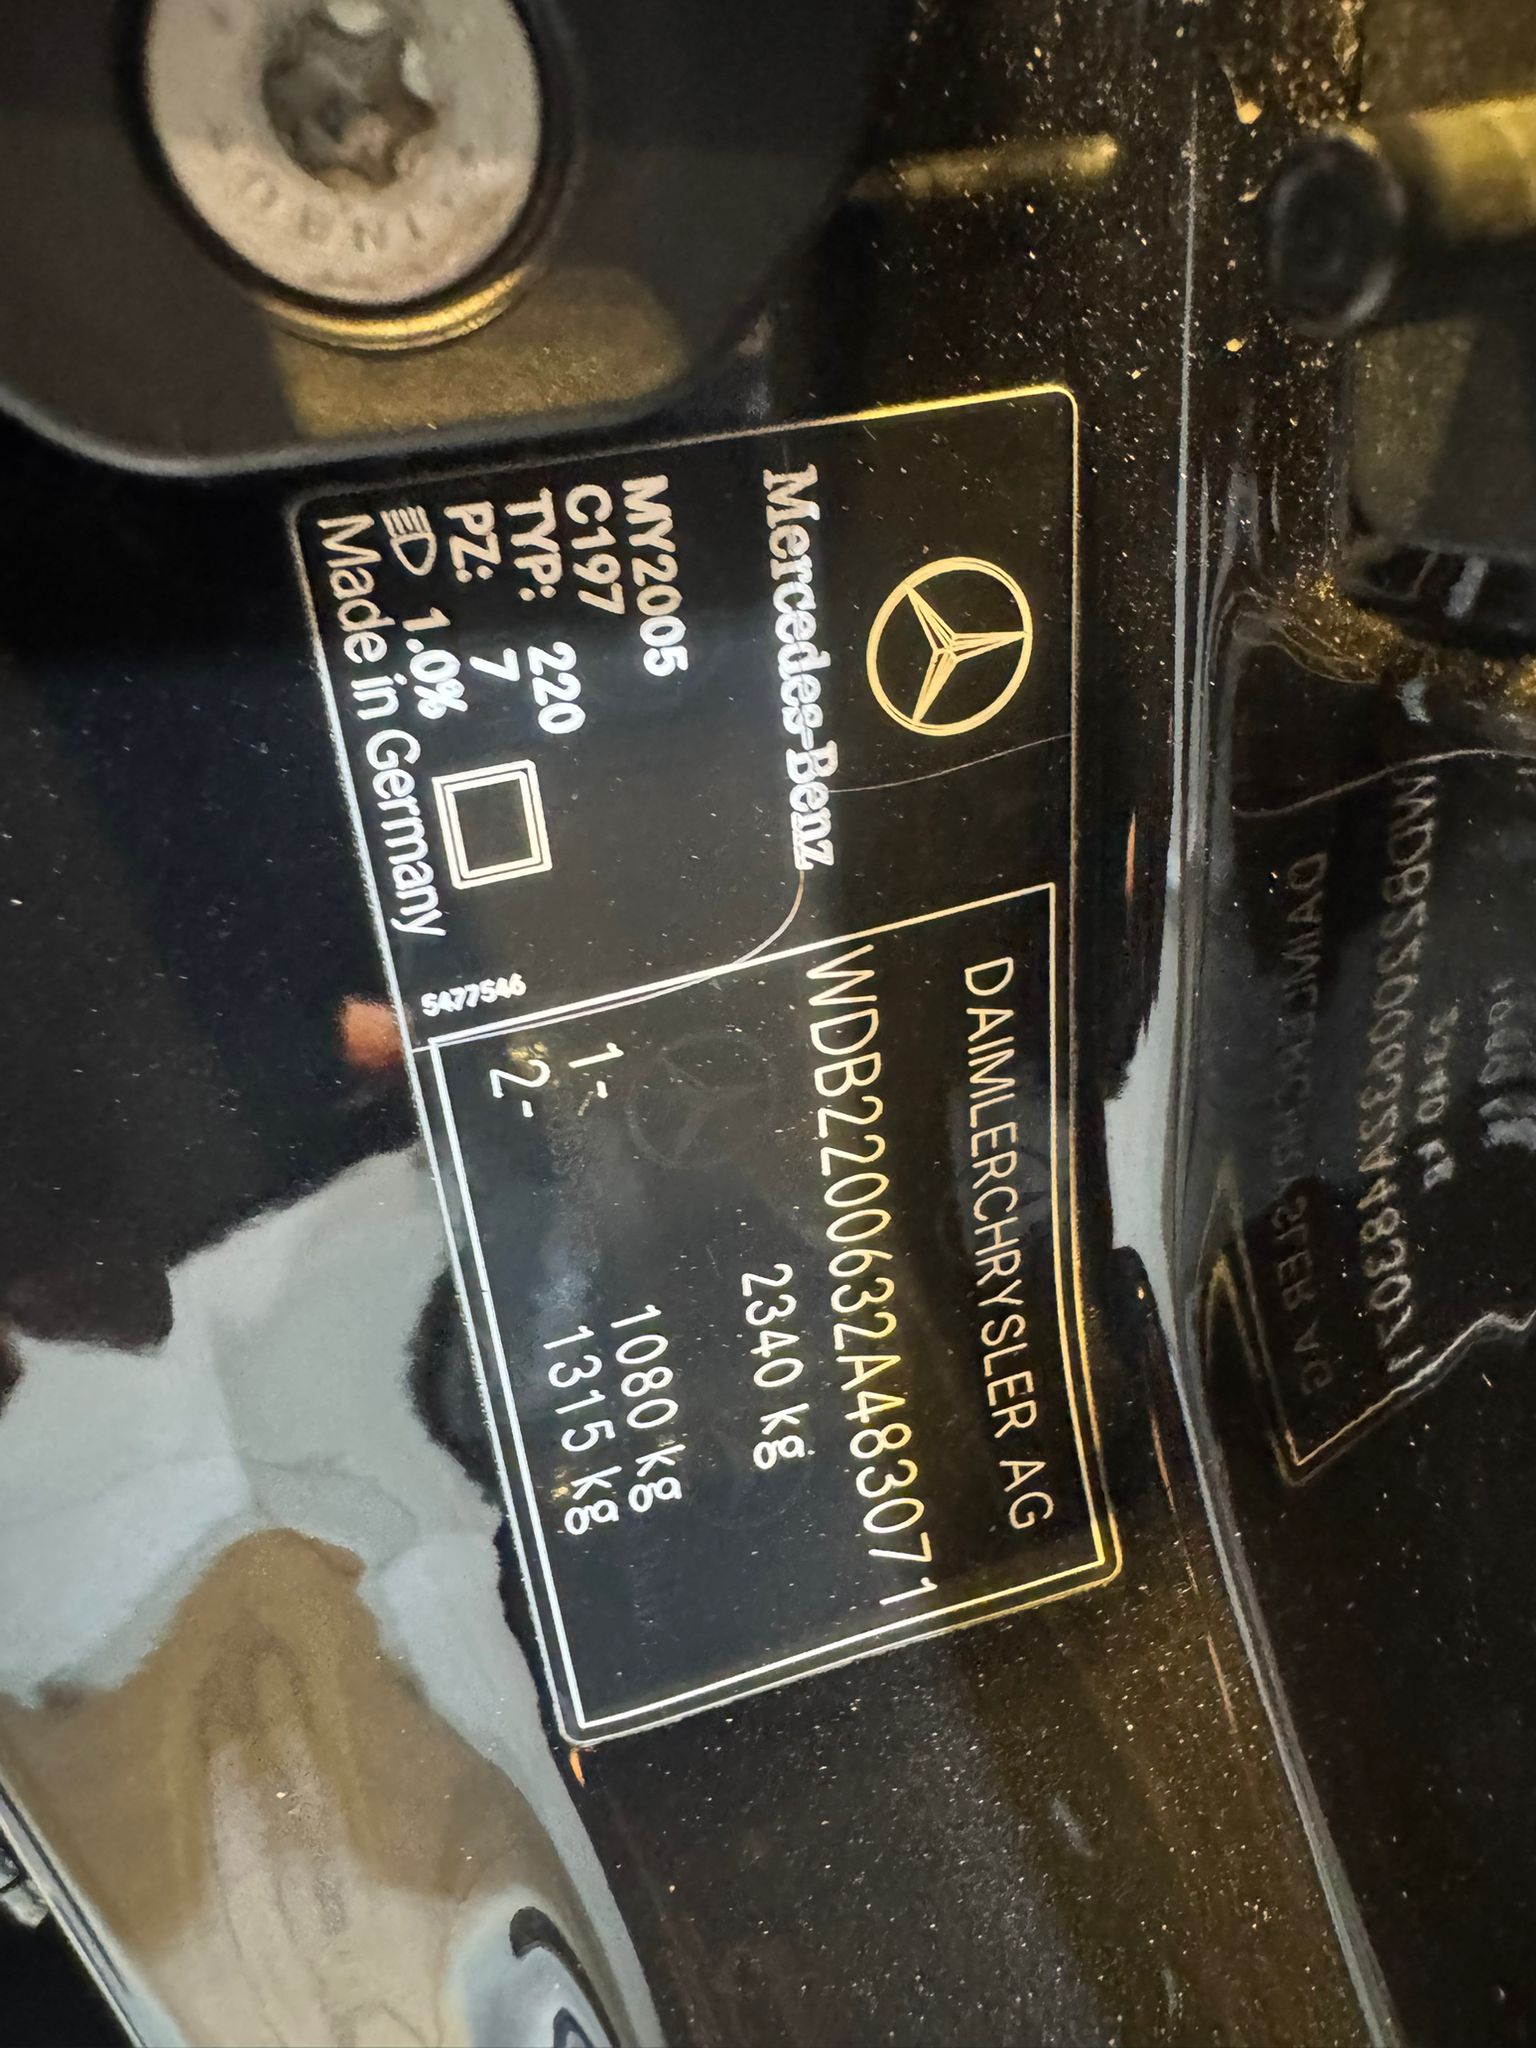 Mercedes-Benz
MY2005
C197
TYP: 220
PZ: 7
1.0%
Made in Germany
5477546
DAIMLERCHRYSLER AG
WDB2200632A483071
2340 kg
1- 1080 kg
2- 1315 kg